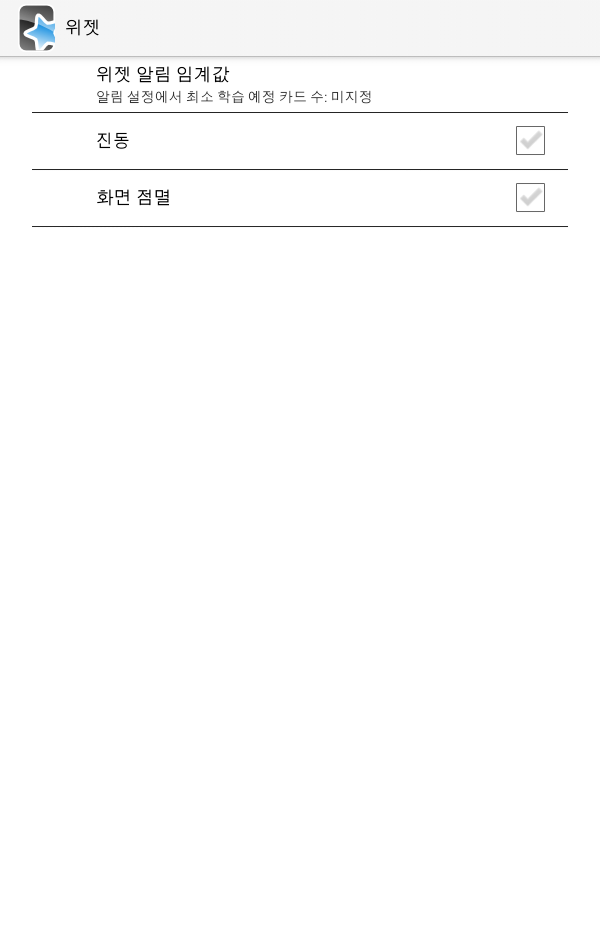 위젯
위젯 알림 임계값
알림 설정에서 최소 학습 예정 카드 수: 미지정
진동
화면 점멸